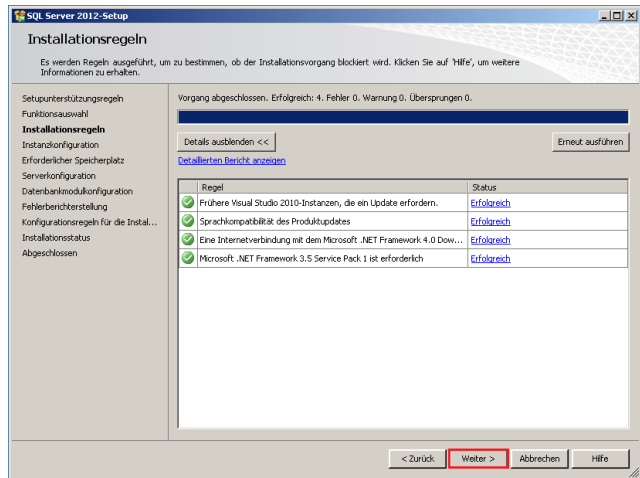 SQL Server 2012-Setup
Installationsregeln
Es werden Regeln ausgeführt, um zu bestimmen, ob der Installationsvorgang blockiert wird. Klicken Sie auf 'Hilfe', um weitere
Informationen zu erhalten.
Setupunterstützungsregeln
Funktionsauswahl
Installationsregeln
Instanzkonfiguration
Erforderlicher Speicherplatz
Serverkonfiguration
Datenbankmodulkonfiguration
Fehlerberichterstellung
Konfigurationsregeln für die Instal...
Installationsstatus
Abgeschlossen
Vorgang abgeschlossen. Erfolgreich: 4. Fehler 0. Warnung 0. Übersprungen 0.
Details ausblenden <<
Erneut ausführen
Detaillierten Bericht anzeigen
Regel Status
Frühere Visual Studio 2010-Instanzen, die ein Update erfordern. Erfolgreich
Sprachkompatibilität des Produktupdates Erfolgreich
Eine Internetverbindung mit dem Microsoft .NET Framework 4.0 Dow... Erfolgreich
Microsoft .NET Framework 3.5 Service Pack 1 ist erforderlich Erfolgreich
< Zurück Weiter > Abbrechen Hilfe